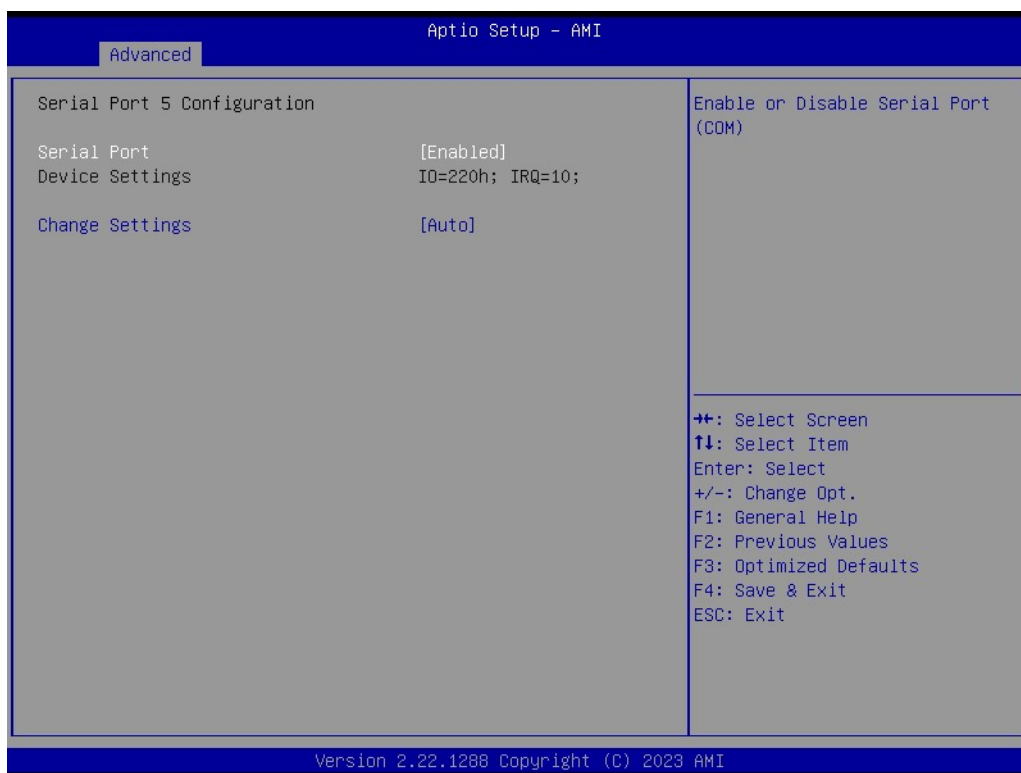 Aptio Setup - AMI
Advanced
Serial Port 5 Configuration
Serial Port [Enabled]
Device Settings IO=220h; IRQ=10;
Change Settings [Auto]
Enable or Disable Serial Port
(COM)
→←: Select Screen
↑↓: Select Item
Enter: Select
+/-: Change Opt.
F1: General Help
F2: Previous Values
F3: Optimized Defaults
F4: Save & Exit
ESC: Exit
Version 2.22.1288 Copyright (C) 2023 AMI